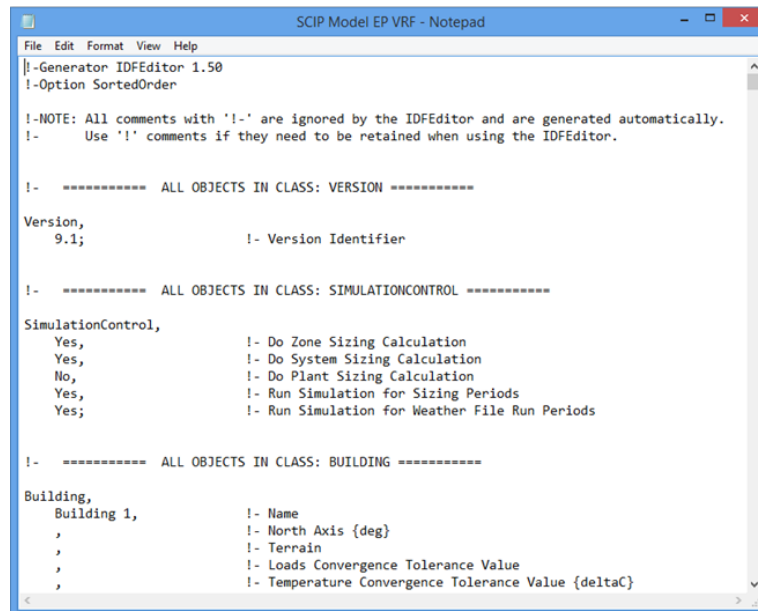 SCIP Model EP VRF - Notepad
File Edit Format View Help
!-Generator IDFEditor 1.50
!-Option SortedOrder
!-NOTE: All comments with '!-' are ignored by the IDFEditor and are generated automatically.
!-      Use '!' comments if they need to be retained when using the IDFEditor.
!-   ===========  ALL OBJECTS IN CLASS: VERSION ===========
Version,
    9.1;                     !- Version Identifier
!-   ===========  ALL OBJECTS IN CLASS: SIMULATIONCONTROL ===========
SimulationControl,
    Yes,                     !- Do Zone Sizing Calculation
    Yes,                     !- Do System Sizing Calculation
    No,                      !- Do Plant Sizing Calculation
    Yes,                     !- Run Simulation for Sizing Periods
    Yes;                     !- Run Simulation for Weather File Run Periods
!-   ===========  ALL OBJECTS IN CLASS: BUILDING ===========
Building,
    Building 1,              !- Name
    ,                        !- North Axis {deg}
    ,                        !- Terrain
    ,                        !- Loads Convergence Tolerance Value
    ,                        !- Temperature Convergence Tolerance Value {deltaC}